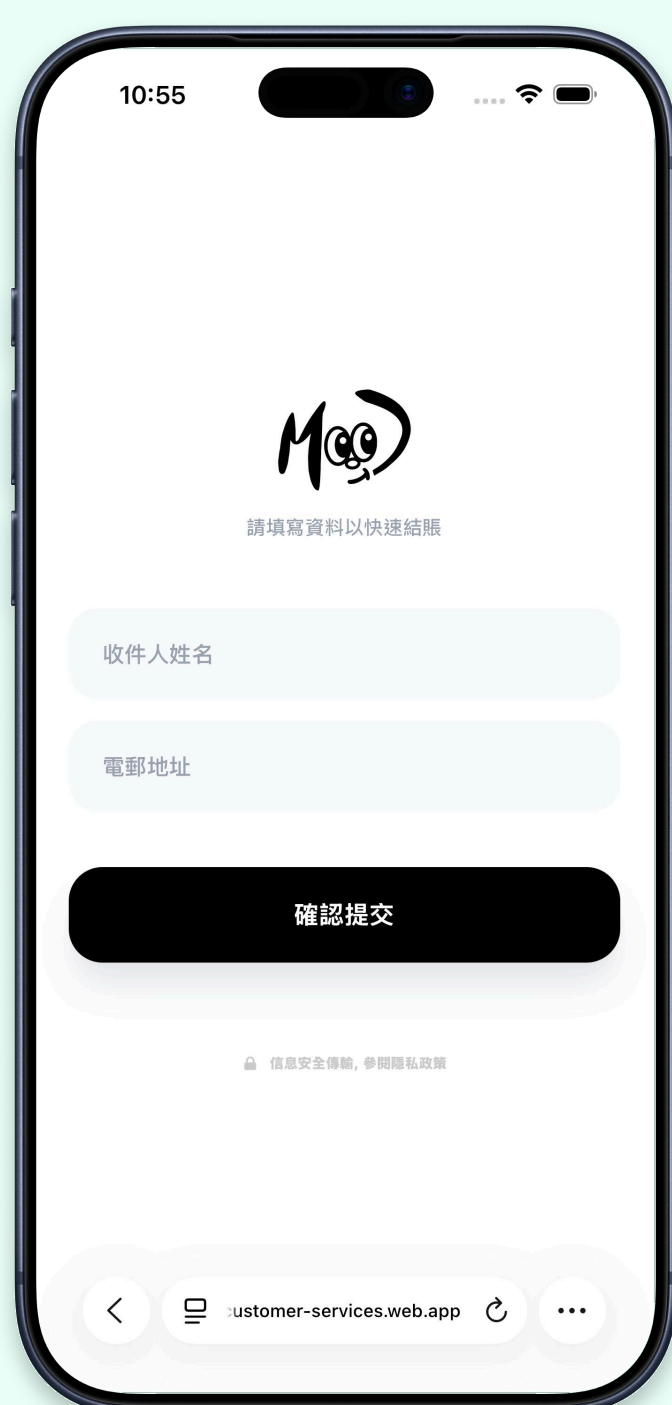 10:55
MooD
請填寫資料以快速結賬
收件人姓名
電郵地址
確認提交
信息安全傳輸, 參閱隱私政策
ustomer-services.web.app